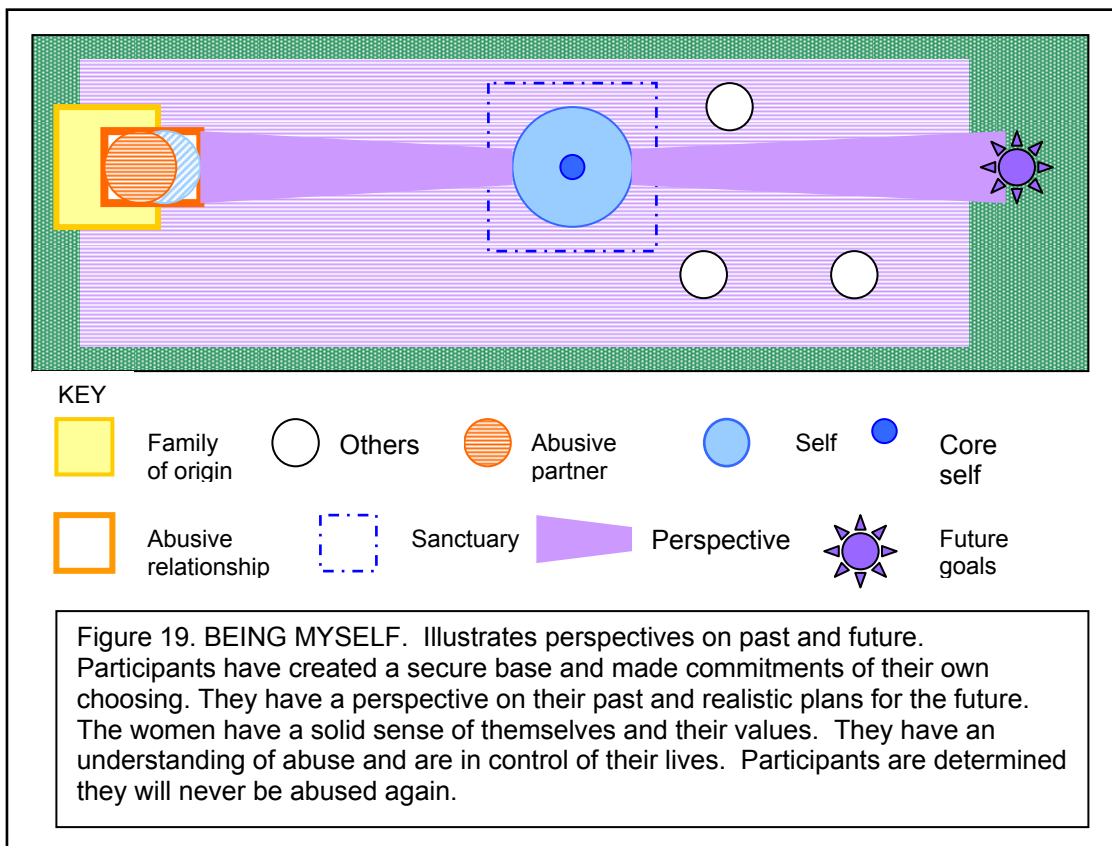 KEY
Family
of origin
Others
Abusive
partner
Self
Core
self
Abusive
relationship
Sanctuary
Perspective
Future
goals
Figure 19. BEING MYSELF.  Illustrates perspectives on past and future.
Participants have created a secure base and made commitments of their own
choosing. They have a perspective on their past and realistic plans for the future.
The women have a solid sense of themselves and their values.  They have an
understanding of abuse and are in control of their lives.  Participants are determined
they will never be abused again.